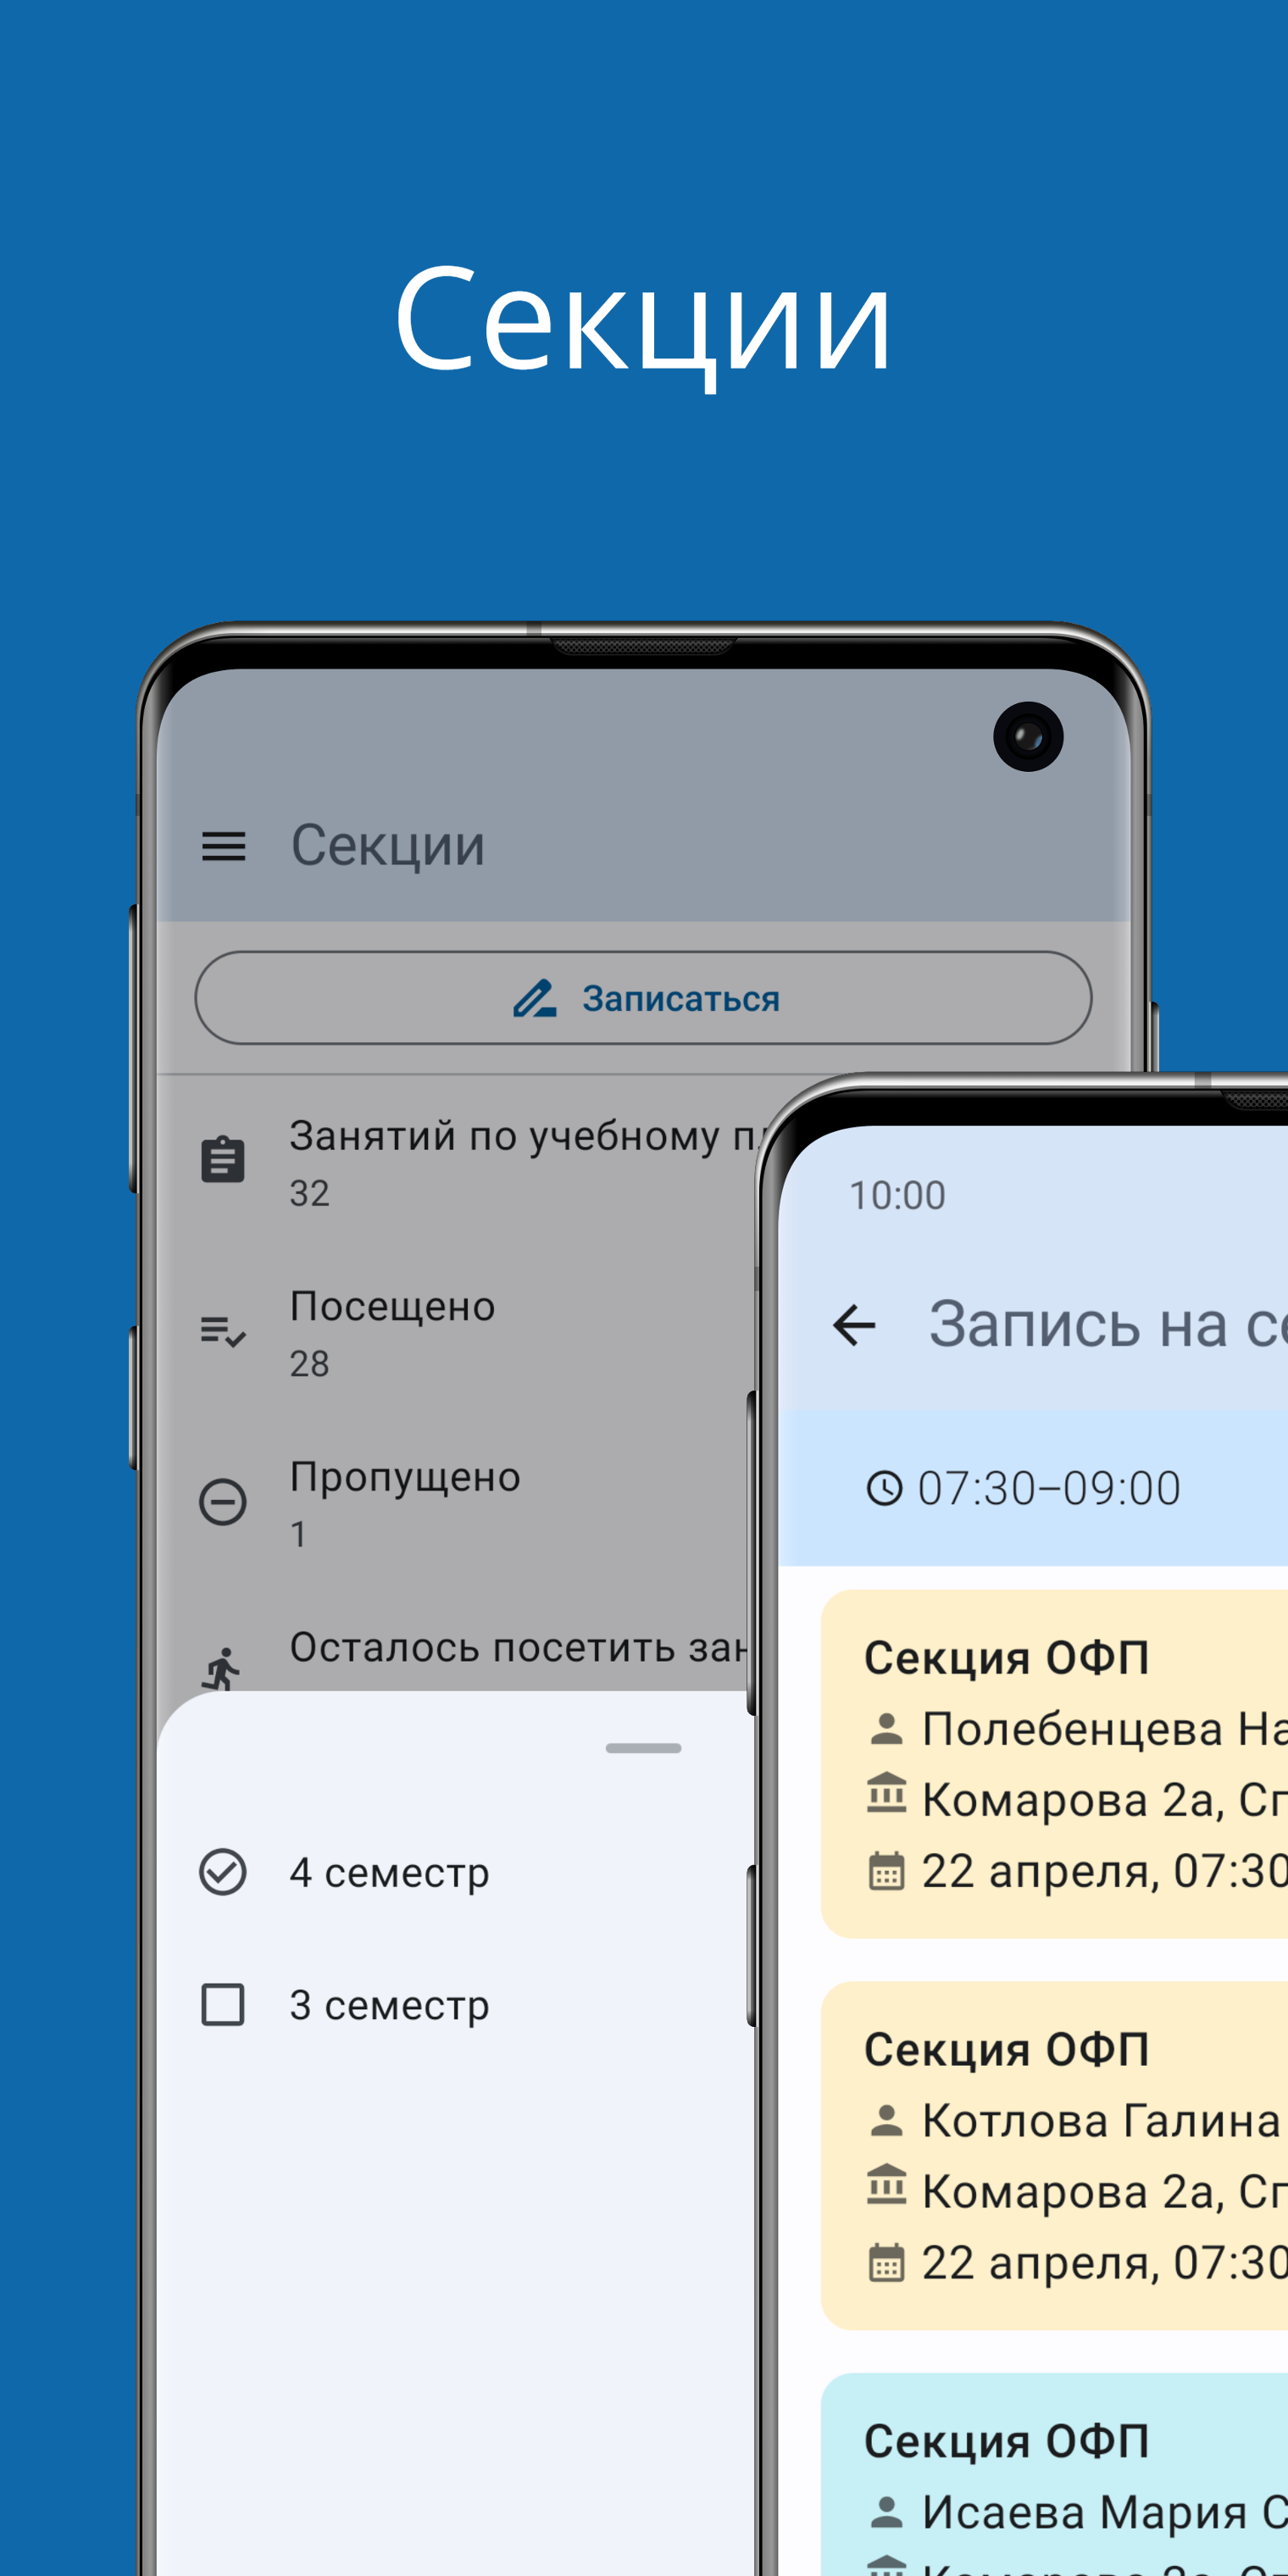 Секции
Секции
Записаться
Занятий по учебному
32
Посещено
28
Пропущено
1
Осталось посетить
4 семестр
3 семестр
10:00
Запись на
07:30–09:00
Секция ОФП
Полебенцева
Комарова 2а,
22 апреля, 07:30
Секция ОФП
Котлова Галина
Комарова 2а,
22 апреля, 07:30
Секция ОФП
Исаева Мария С